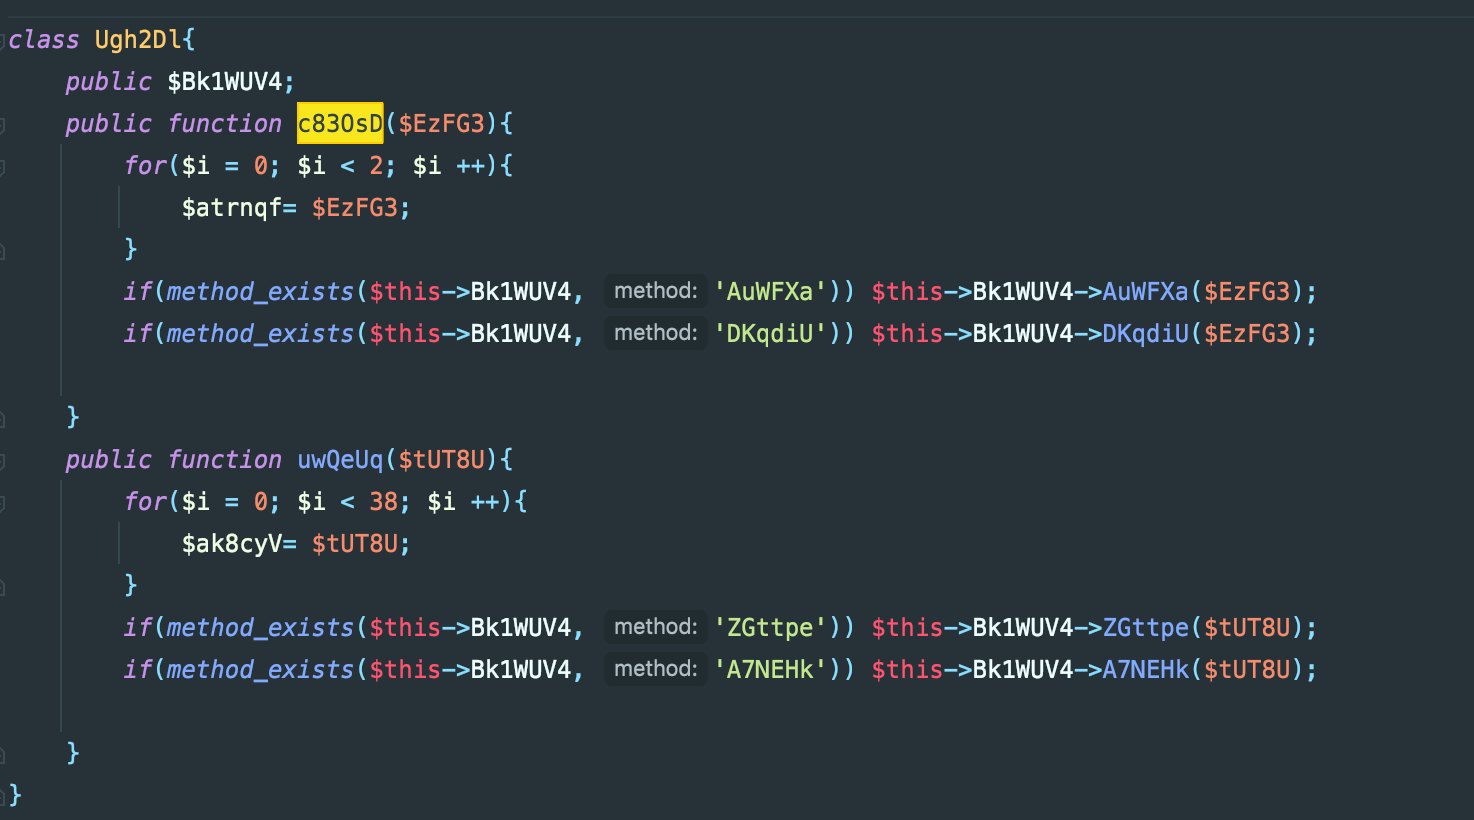 class Ugh2Dl{
public $Bk1WUV4;
public function c83OsD($EzFG3){
for($i = 0; $i < 2; $i ++){
$atrnqf= $EzFG3;
}
if(method_exists($this->Bk1WUV4, method: 'AuWFXa')) $this->Bk1WUV4->AuWFXa($EzFG3);
if(method_exists($this->Bk1WUV4, method: 'DKqdiU')) $this->Bk1WUV4->DKqdiU($EzFG3);
}
public function uwQeUq($tUT8U){
for($i = 0; $i < 38; $i ++){
$ak8cyV= $tUT8U;
}
if(method_exists($this->Bk1WUV4, method: 'ZGttpe')) $this->Bk1WUV4->ZGttpe($tUT8U);
if(method_exists($this->Bk1WUV4, method: 'A7NEHk')) $this->Bk1WUV4->A7NEHk($tUT8U);
}
}